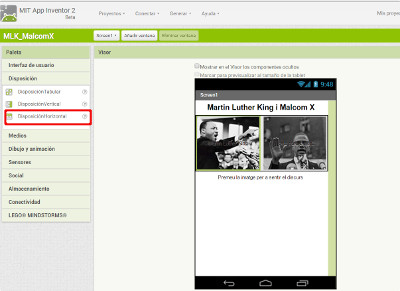 MIT App Inventor 2
Beta
Proyectos
Conectar
Generar
Ayuda
Mis proye
MLK_MalcomX
Screen1
Añadir ventana
Eliminar ventana
Paleta
Visor
Interfaz de usuario
Disposición
DisposiciónTabular
DisposiciónVertical
DisposiciónHorizontal
Medios
Dibujo y animación
Sensores
Social
Almacenamiento
Conectividad
LEGO® MINDSTORMS®
Mostrar en el Visor los componentes ocultos
Marcar para previsualizar al tamaño de la tablet
9:48
Screen1
Martin Luther King i Malcom X
Premeu la imatge per a sentir el discurs